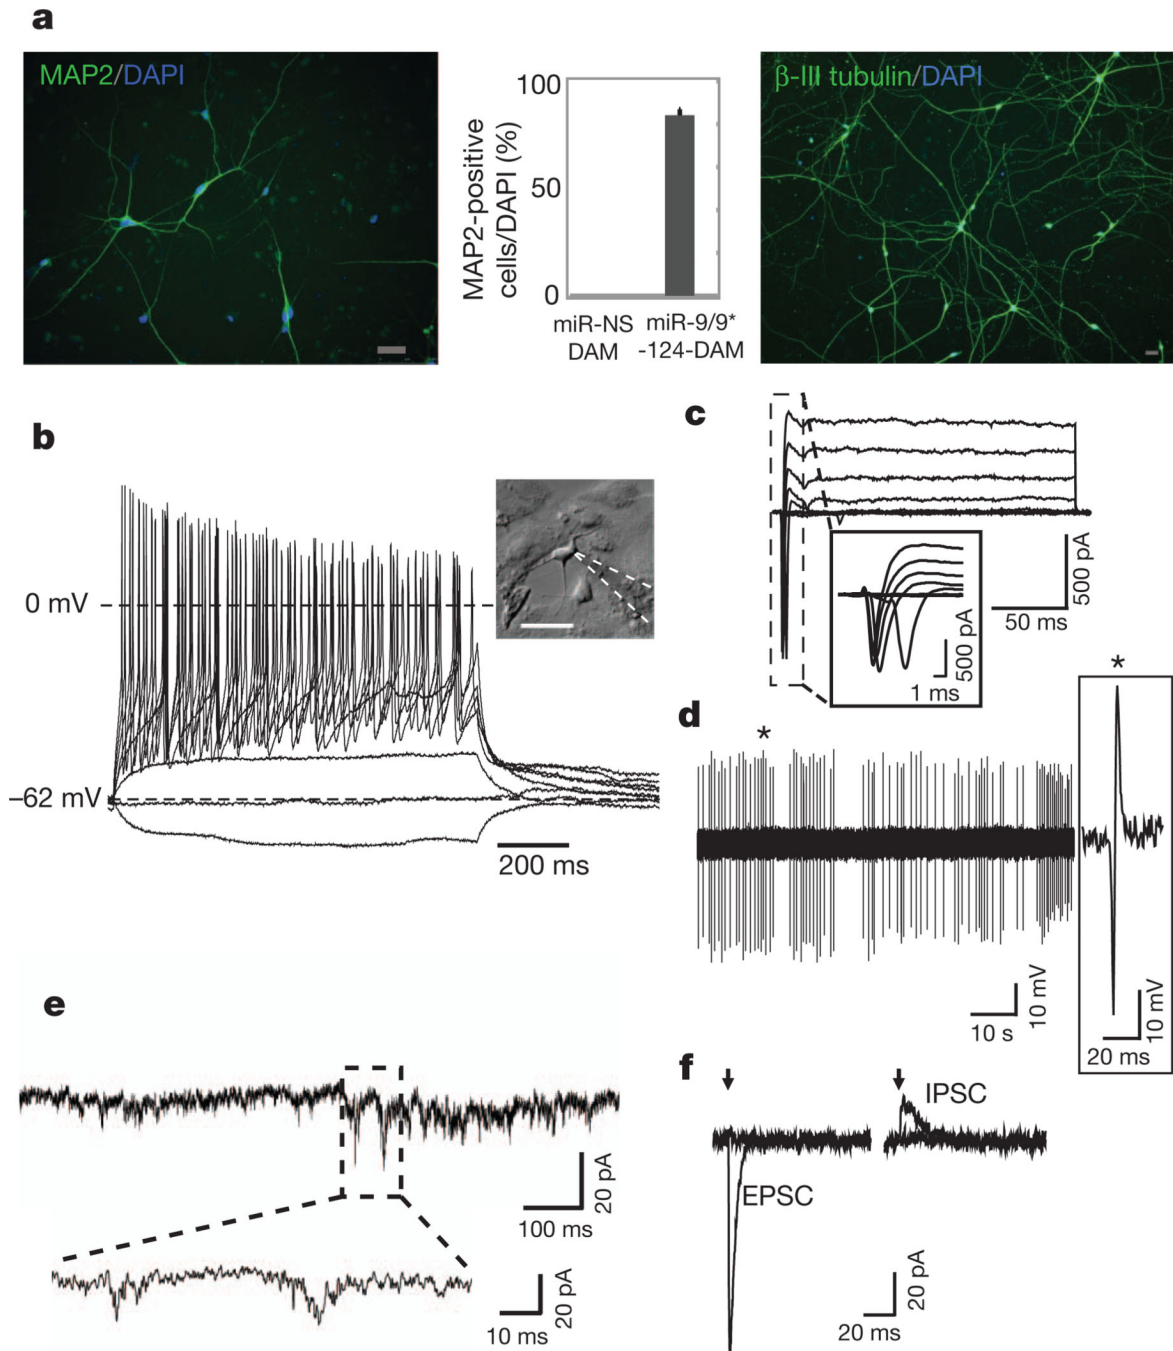 a
MAP2/DAPI
MAP2-positive
cells/DAPI (%)
100
50
0
miR-NS
DAM
miR-9/9*
-124-DAM
β-III tubulin/DAPI
b
0 mV
–62 mV
200 ms
c
500 pA
50 ms
500 pA
1 ms
d
*
*
10 mV
10 s
10 mV
20 ms
e
20 pA
100 ms
20 pA
10 ms
f
IPSC
EPSC
20 pA
20 ms